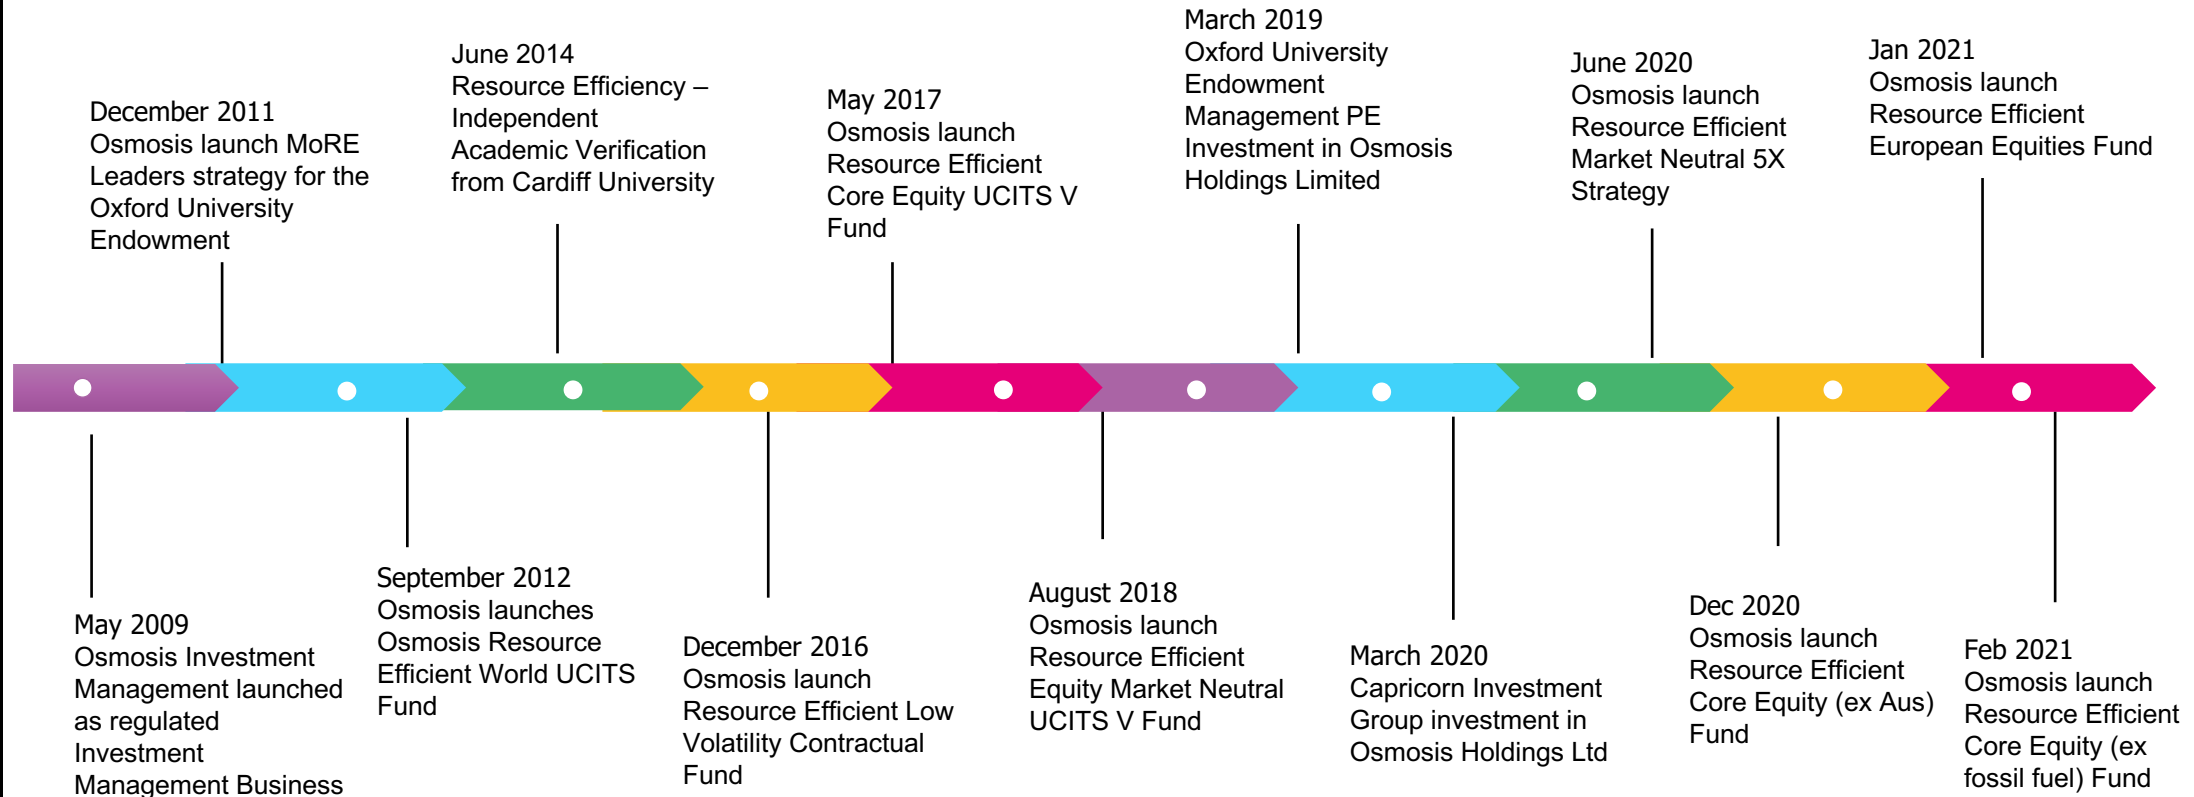 December 2011
Osmosis launch MoRE
Leaders strategy for the
Oxford University
Endowment
June 2014
Resource Efficiency –
Independent
Academic Verification
from Cardiff University
May 2017
Osmosis launch
Resource Efficient
Core Equity UCITS V
Fund
March 2019
Oxford University
Endowment
Management PE
Investment in Osmosis
Holdings Limited
June 2020
Osmosis launch
Resource Efficient
Market Neutral 5X
Strategy
Jan 2021
Osmosis launch
Resource Efficient
European Equities Fund
May 2009
Osmosis Investment
Management launched
as regulated
Investment
Management Business
September 2012
Osmosis launches
Osmosis Resource
Efficient World UCITS
Fund
December 2016
Osmosis launch
Resource Efficient Low
Volatility Contractual
Fund
August 2018
Osmosis launch
Resource Efficient
Equity Market Neutral
UCITS V Fund
March 2020
Capricorn Investment
Group investment in
Osmosis Holdings Ltd
Dec 2020
Osmosis launch
Resource Efficient
Core Equity (ex Aus)
Fund
Feb 2021
Osmosis launch
Resource Efficient
Core Equity (ex
fossil fuel) Fund